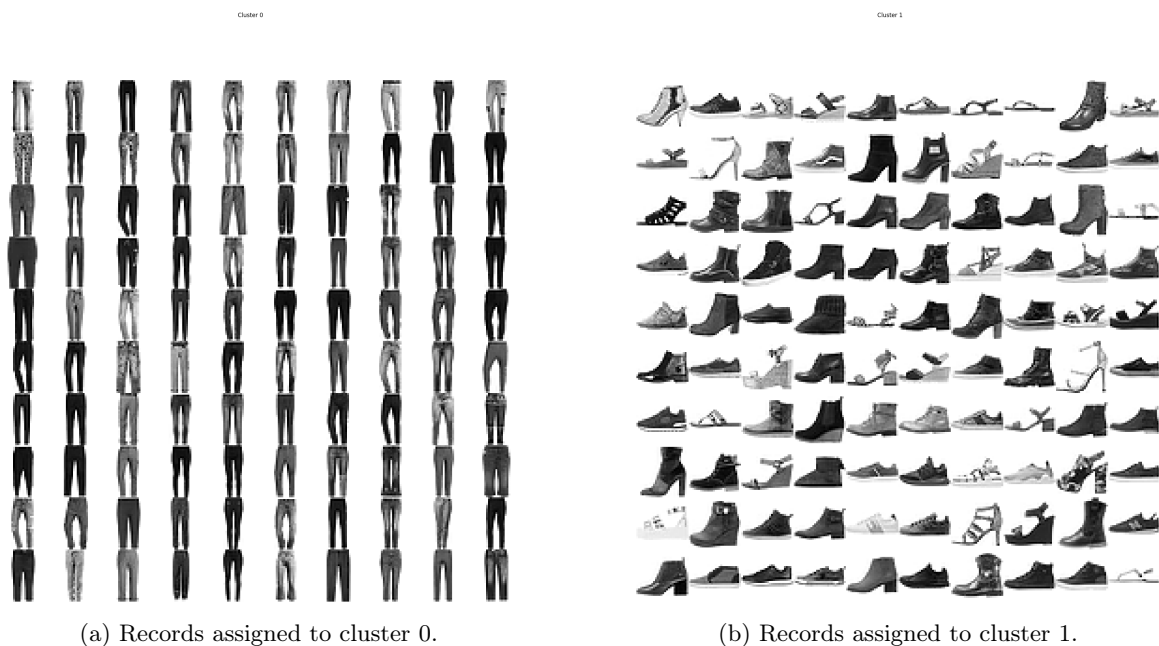 Cluster 0
Cluster 1
(a) Records assigned to cluster 0.
(b) Records assigned to cluster 1.